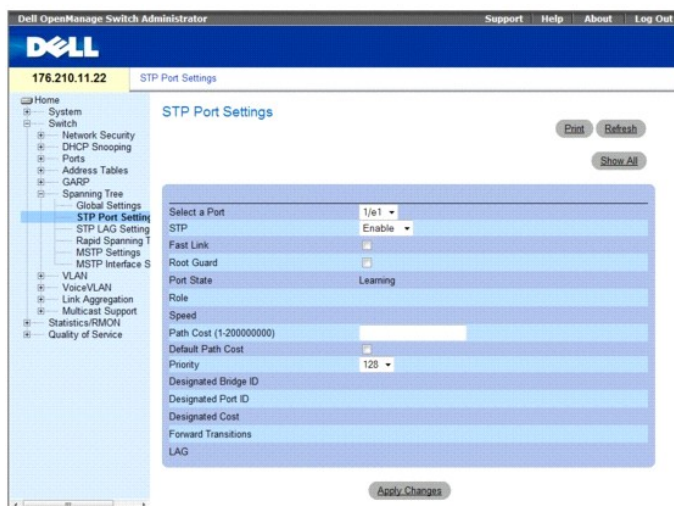 Dell OpenManage Switch Administrator Support Help About Log Out
DELL
176.210.11.22 STP Port Settings
Home
System
Switch
Network Security
DHCP Snooping
Ports
Address Tables
GARP
Spanning Tree
Global Settings
STP Port Setting
STP LAG Setting
Rapid Spanning T
MSTP Settings
MSTP Interface S
VLAN
VoiceVLAN
Link Aggregation
Multicast Support
Statistics/RMON
Quality of Service
STP Port Settings
Print Refresh
Show All
Select a Port 1/e1
STP Enable
Fast Link
Root Guard
Port State Learning
Role
Speed
Path Cost (1-200000000)
Default Path Cost
Priority 128
Designated Bridge ID
Designated Port ID
Designated Cost
Forward Transitions
LAG
Apply Changes